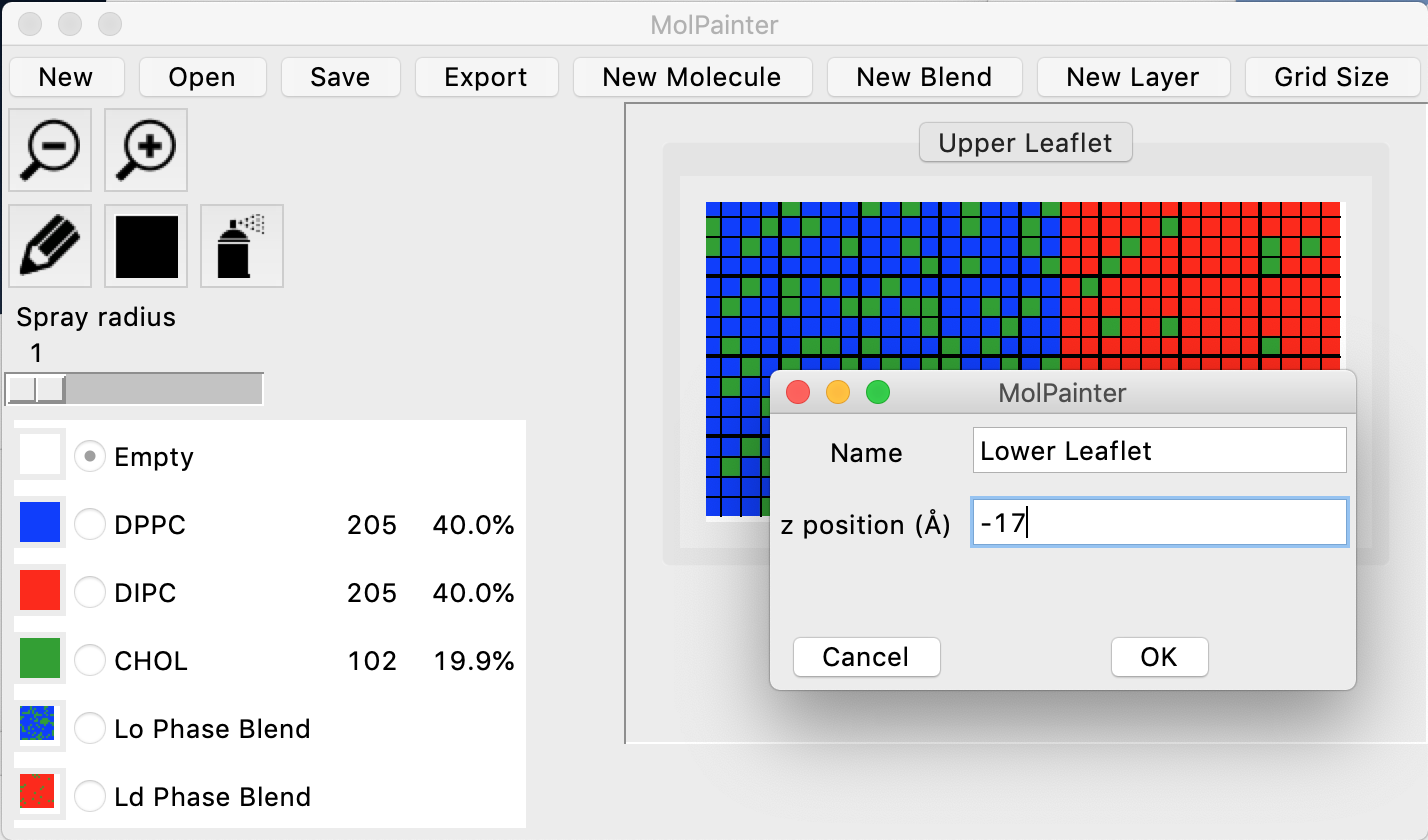 MolPainter
New Open Save Export New Molecule New Blend New Layer Grid Size
Upper Leaflet
Spray radius
1
Empty
DPPC 205 40.0%
DIPC 205 40.0%
CHOL 102 19.9%
Lo Phase Blend
Ld Phase Blend
MolPainter
Name Lower Leaflet
z position (Å) -17
Cancel OK